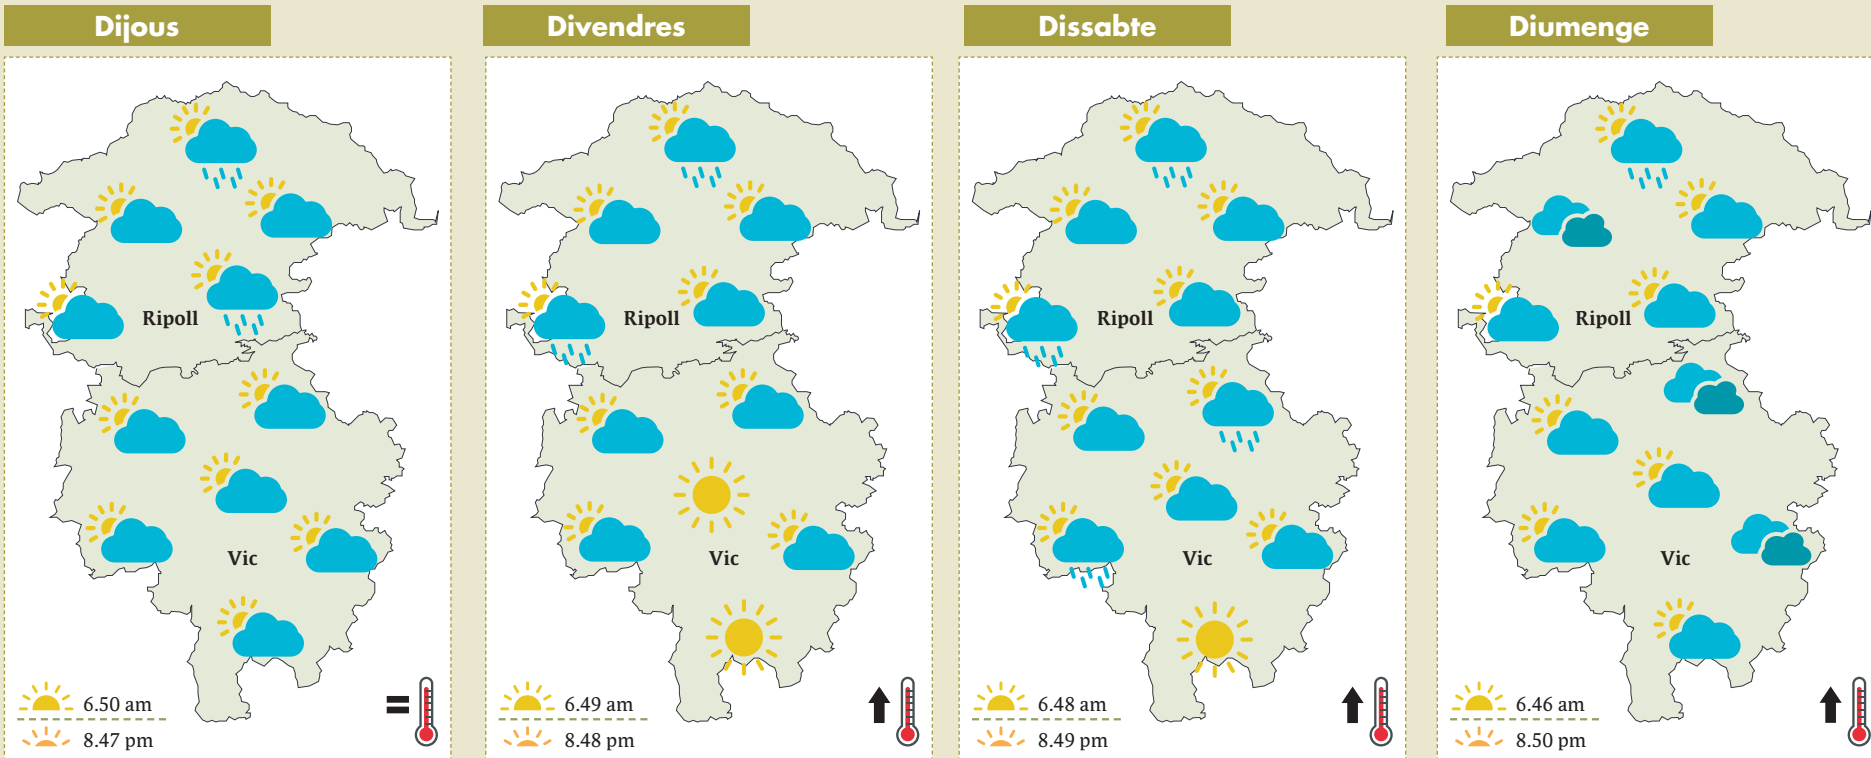 Dijous
Ripoll
Vic
6.50 am
8.47 pm
Divendres
Ripoll
Vic
6.49 am
8.48 pm
Dissabte
Ripoll
Vic
6.48 am
8.49 pm
Diumenge
Ripoll
Vic
6.46 am
8.50 pm